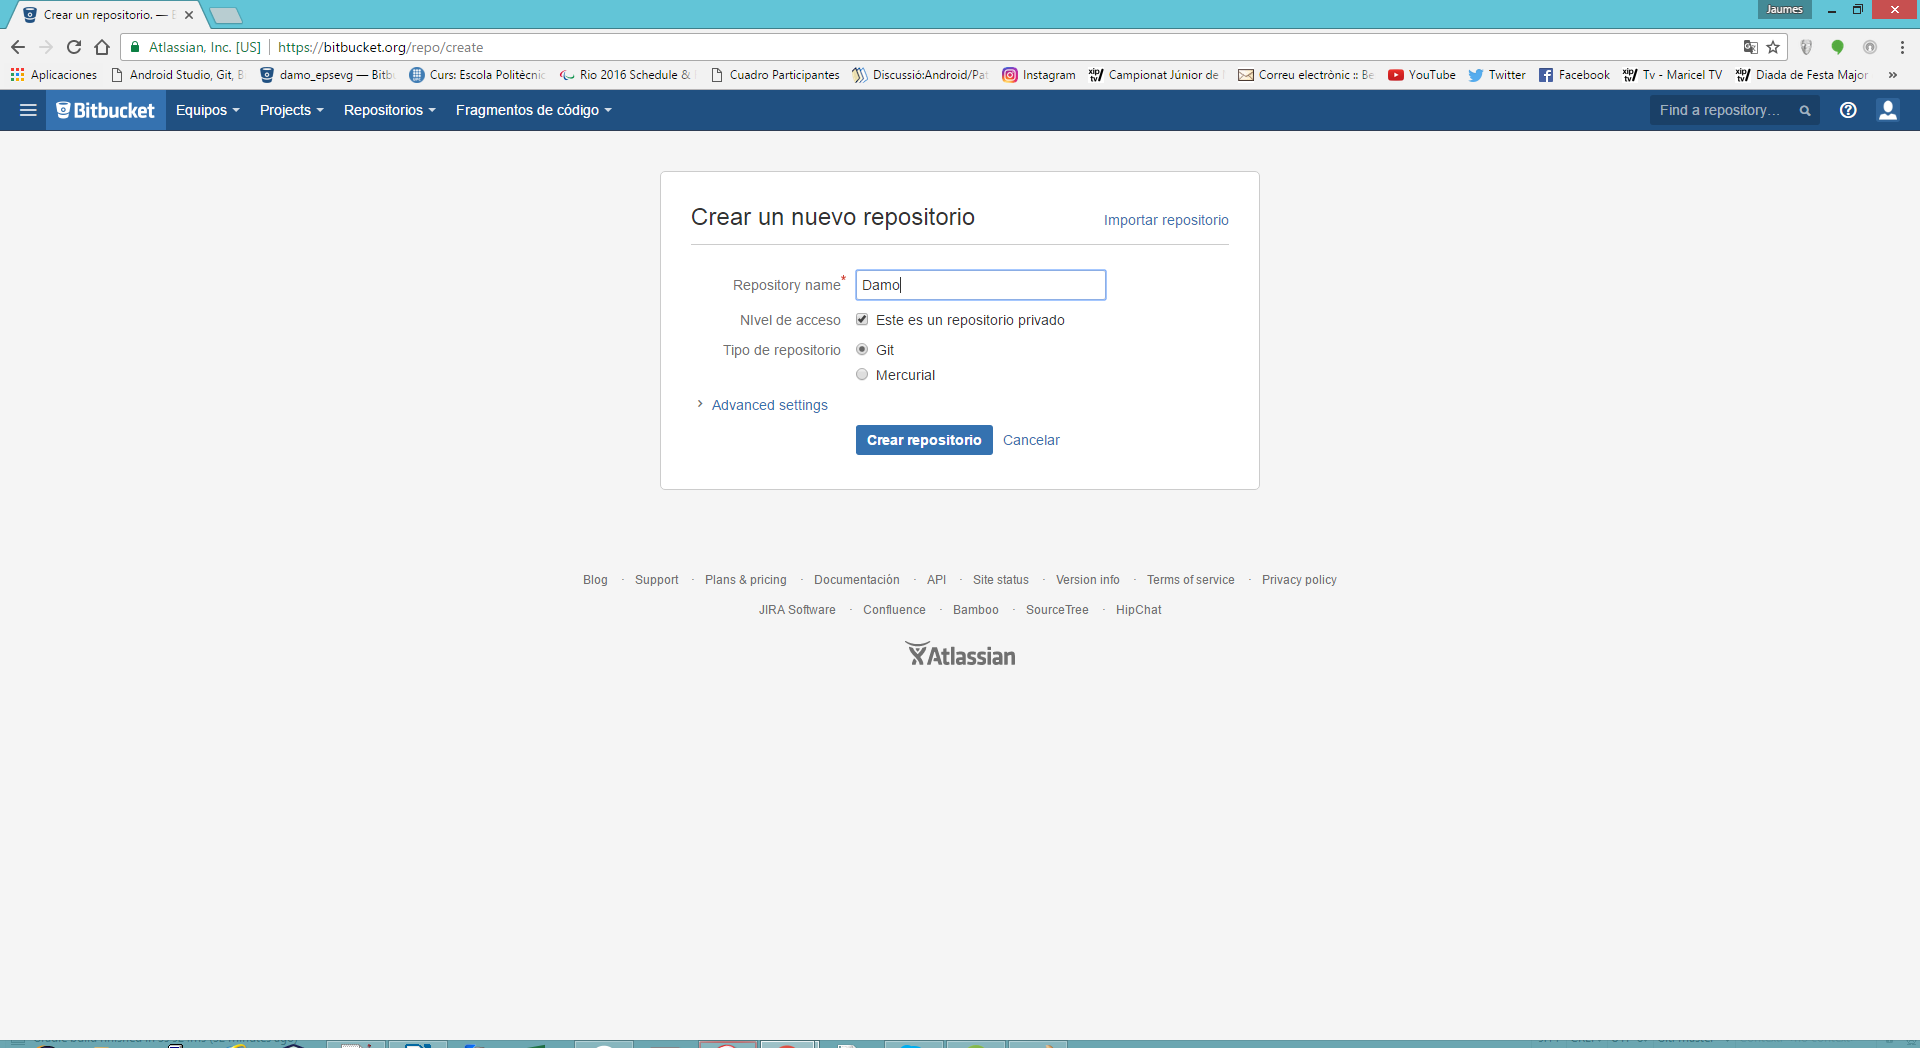 Crear un repositorio. —
Jaumes
Atlassian, Inc. [US] https://bitbucket.org/repo/create
Aplicaciones Android Studio, Git, B damo_epsevg — Bitb Curs: Escola Politècnic Rio 2016 Schedule & Cuadro Participantes Discussió:Android/Pat Instagram Campionat Júnior de Correu electrònic :: Be YouTube Twitter Facebook Tv - Maricel TV Diada de Festa Major »
Bitbucket Equipos Projects Repositorios Fragmentos de código Find a repository...
Crear un nuevo repositorio Importar repositorio
Repository name* Damo
NIvel de acceso Este es un repositorio privado
Tipo de repositorio Git
Mercurial
Advanced settings
Crear repositorio Cancelar
Blog · Support · Plans & pricing · Documentación · API · Site status · Version info · Terms of service · Privacy policy
JIRA Software · Confluence · Bamboo · SourceTree · HipChat
Atlassian